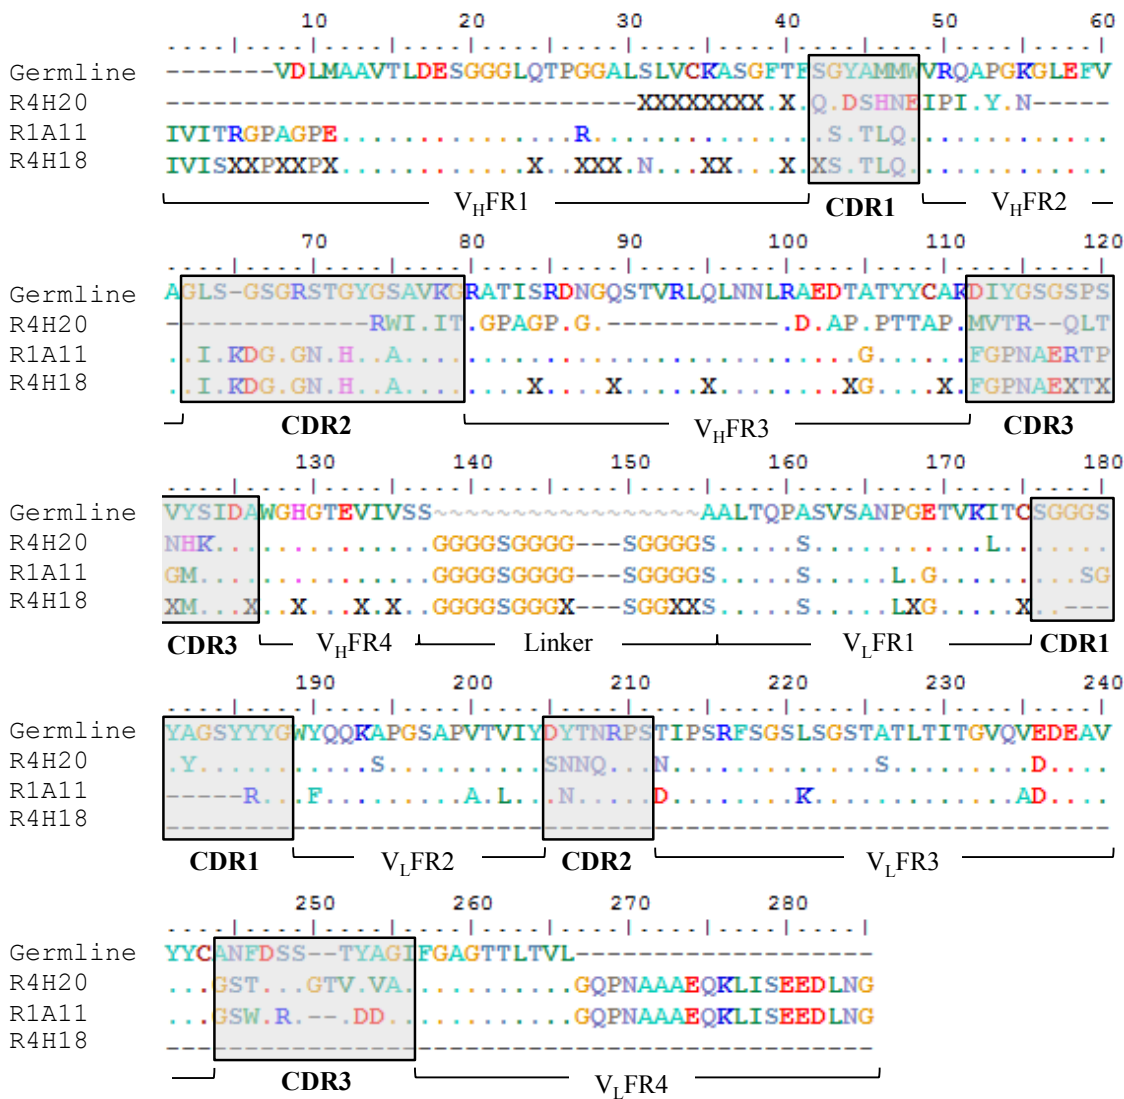 10 20 30 40 50 60
....|....|....|....|....|....|....|....|....|....|....|....|
Germline -------VDLMAAVTLDESGGGLQTPGGALSLVCKASGFTFSGYAMMWVRQAPGKGLEFV
R4H20 ------------------------------XXXXXXXX.X.Q.DSHNEIPI.Y.N-----
R1A11 IVITRGPAGPE...............R...............S.TLQ.............
R4H18 IVISXXPXXPX............X..XXX.N...XX...X.XS.TLQ.............
VHFR1 CDR1 VHFR2
70 80 90 100 110 120
....|....|....|....|....|....|....|....|....|....|....|....|
Germline AGLS-GSGRSTGYGSAVKGRATISRDNGQSTVRLQLNNLRAEDTATYYCAKDIYGSGSPS
R4H20 -------------RWI.IT.GPAGP.G.-----------.D.AP.PTTAP.MVTR--QLT
R1A11 ..I.KDG.GN.H..A.............................G......FGPNAERTP
R4H18 ..I.KDG.GN.H..A........X....X.....X........XG....X.FGPNAEXTX
CDR2 VHFR3 CDR3
130 140 150 160 170 180
....|....|....|....|....|....|....|....|....|....|....|....|
Germline VYSIDAWGHGTEVIVSS~~~~~~~~~~~~~~~~~AALTQPASVSANPGETVKITCSGGGS
R4H20 NHK..............GGGGSGGGG---SGGGGS.....S...........L.......
R1A11 GM...............GGGGSGGGG---SGGGGS.....S.....L.G.........SG
R4H18 XM...X..X...X.X..GGGGSGGGX---SGGXXS.....S.....LXG.....X..---
CDR3 VHFR4 Linker VLFR1 CDR1
190 200 210 220 230 240
....|....|....|....|....|....|....|....|....|....|....|....|
Germline YAGSYYYGWYQQKAPGSAPVTVIYDYTNRPSTIPSRFSGSLSGSTATLTITGVQVEDEAV
R4H20 .Y...........S..........SNNQ...N.............S.........D....
R1A11 -----R...F.........A.L...N.....D........K.............AD....
R4H18 ------------------------------------------------------------
CDR1 VLFR2 CDR2 VLFR3
250 260 270 280
....|....|....|....|....|....|....|....|....|
Germline YYCANFDSS--TYAGIFGAGTTLTVL-------------------
R4H20 ...GST...GTV.VA...........GQPNAAAEQKLISEEDLNG
R1A11 ...GSW.R.---.DD...........GQPNAAAEQKLISEEDLNG
R4H18 ---------------------------------------------
CDR3 VLFR4